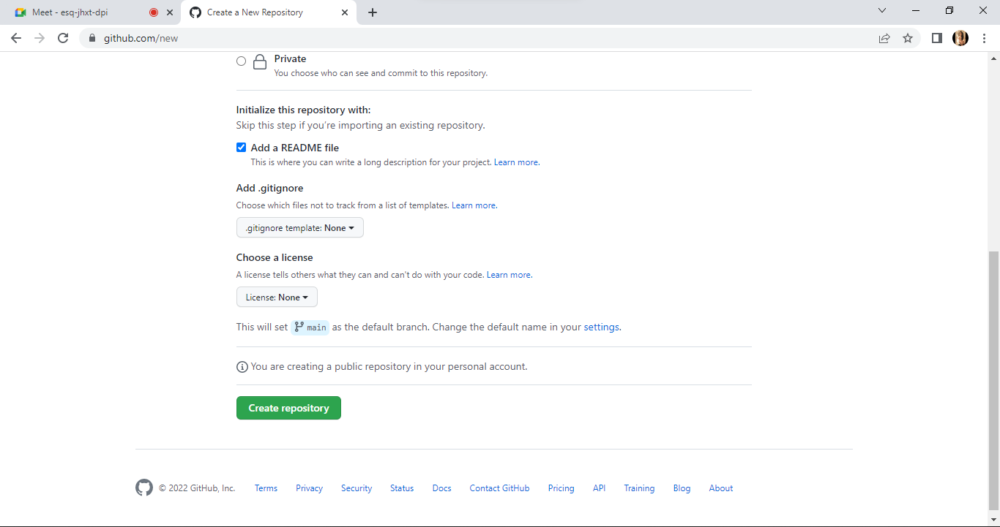 Meet - esq-jhxt-dpi
Create a New Repository
github.com/new
Private
You choose who can see and commit to this repository.
Initialize this repository with:
Skip this step if you're importing an existing repository.
Add a README file
This is where you can write a long description for your project. Learn more.
Add .gitignore
Choose which files not to track from a list of templates. Learn more.
.gitignore template: None
Choose a license
A license tells others what they can and can't do with your code. Learn more.
License: None
This will set main as the default branch. Change the default name in your settings.
You are creating a public repository in your personal account.
Create repository
© 2022 GitHub, Inc. Terms Privacy Security Status Docs Contact GitHub Pricing API Training Blog About